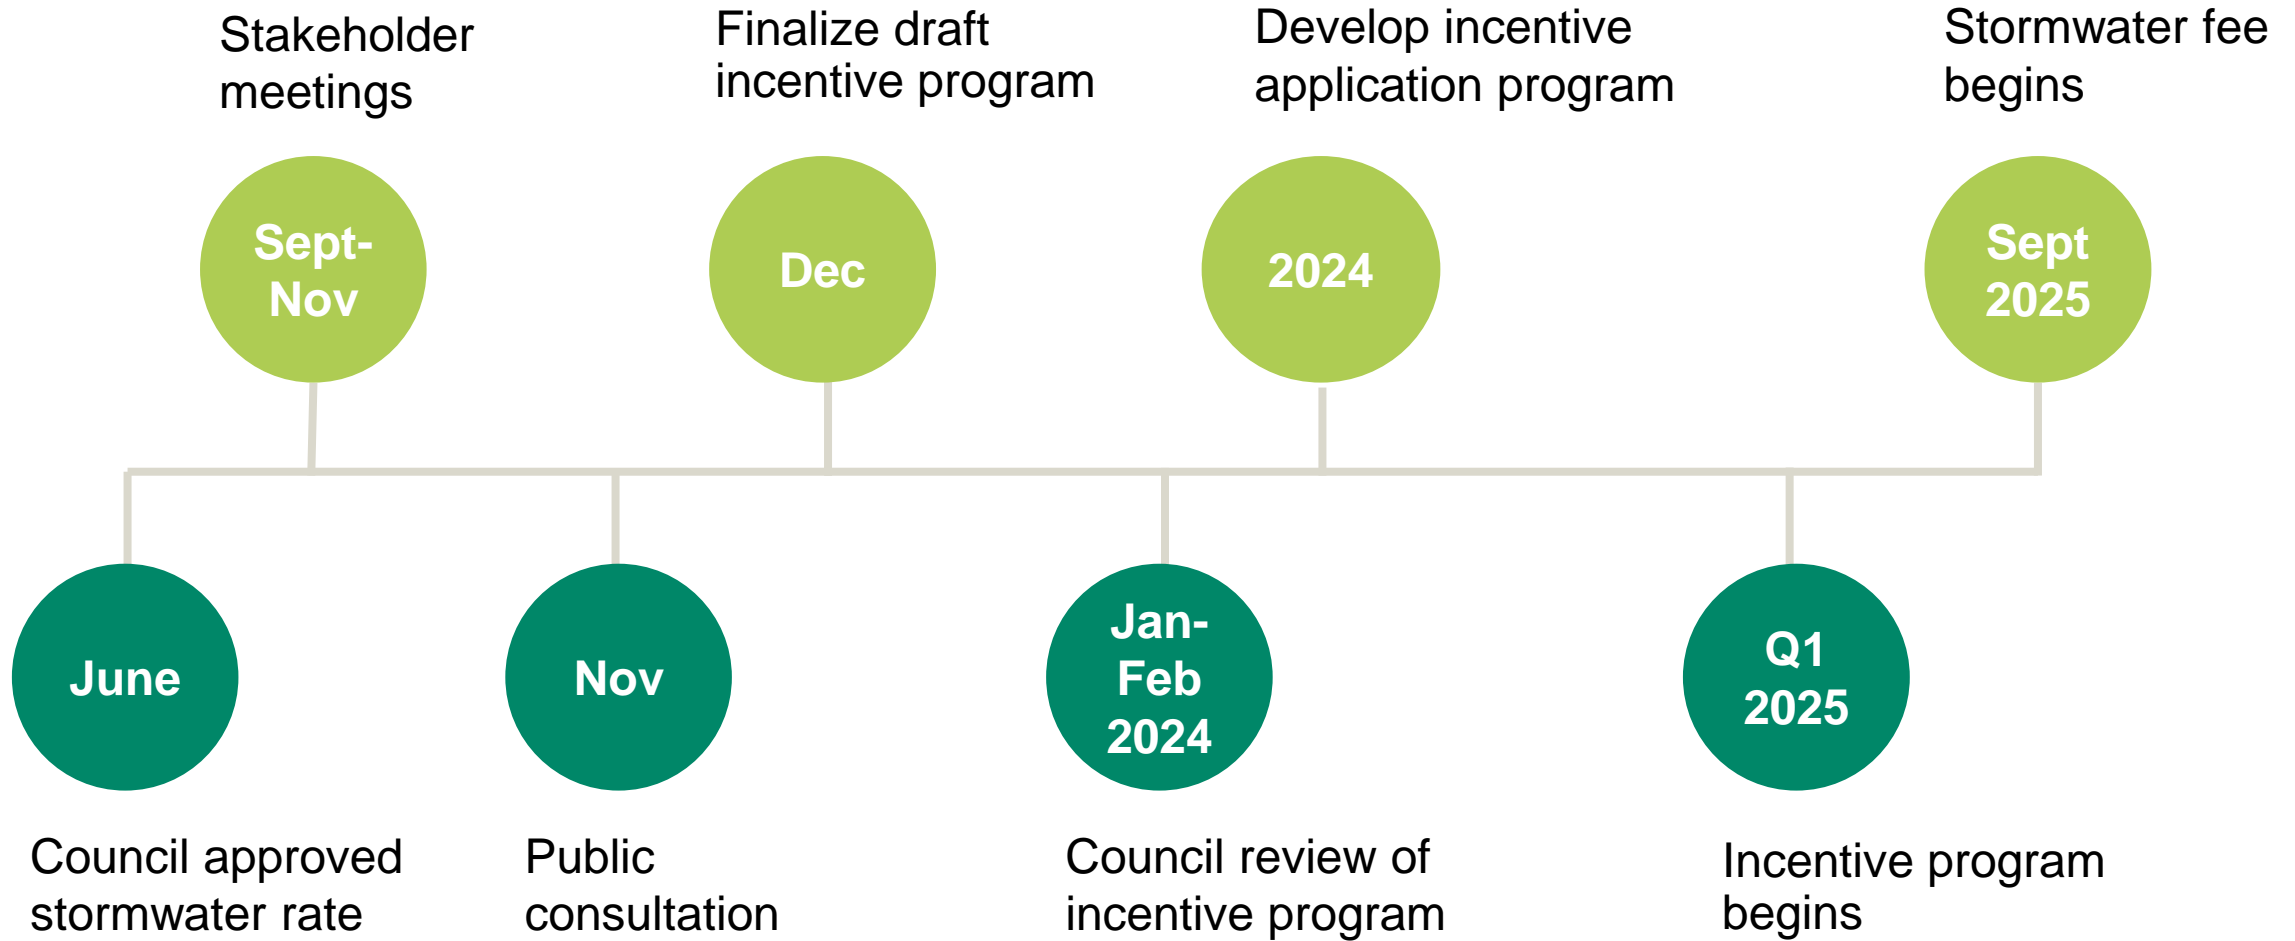 Stakeholder
meetings
Finalize draft
incentive program
Develop incentive
application program
Stormwater fee
begins
Sept-
Nov
Dec
2024
Sept
2025
June
Nov
Jan-
Feb
2024
Q1
2025
Council approved
stormwater rate
Public
consultation
Council review of
incentive program
Incentive program
begins